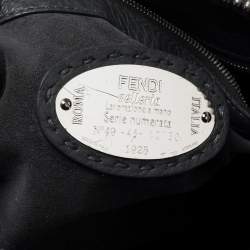 FENDI
selleria
Lavorazione a mano
Serie numerata
1925
ROMA
ITALIA